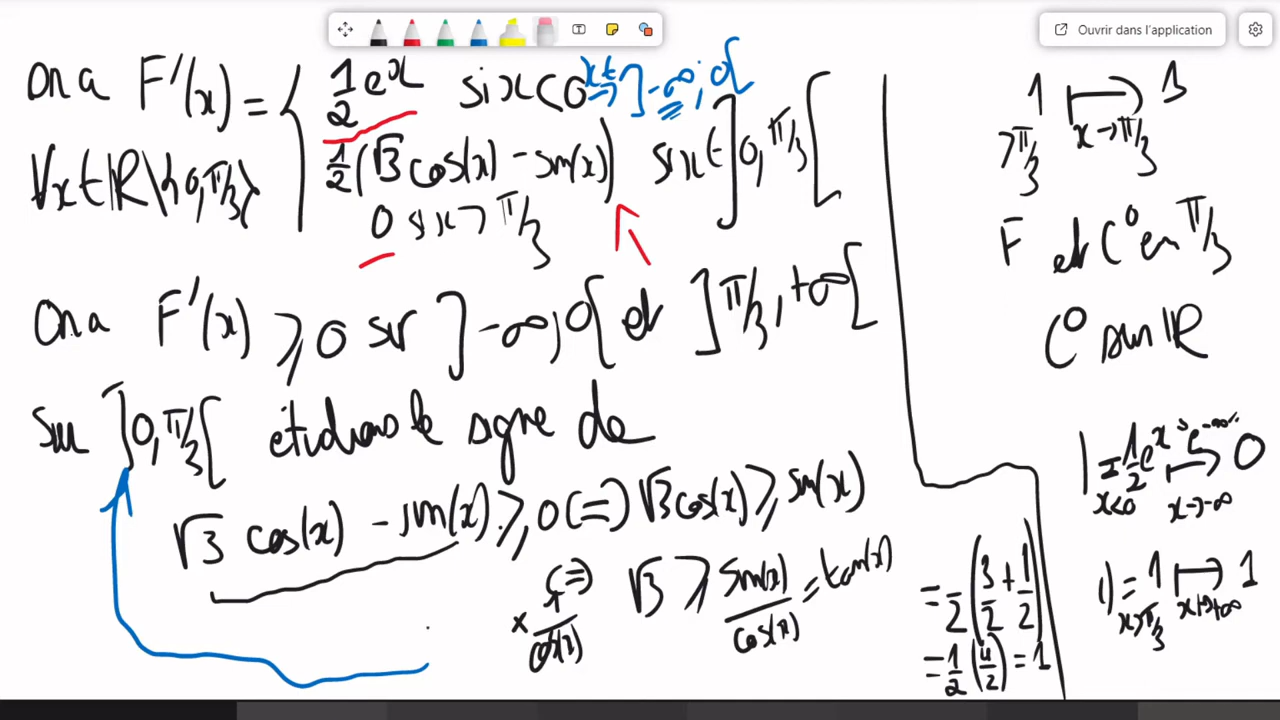 Ouvrir dans l'application
On a F'(x) = { 1/2 e^x si x<0 x∈]-∞;0[
∀x∈ℝ\{0,π/3} 1/2(√3 cos(x) - sin(x)) si x∈]0,π/3[
0 si x>π/3
On a F'(x) ≥ 0 sur ]-∞,0[ et ]π/3,+∞[
Sur ]0,π/3[ étudions le signe de
√3 cos(x) - sin(x) ≥ 0 (=) √3 cos(x) ≥ sin(x)
(=) √3 ≥ sin(x)/cos(x) = tan(x)
× 1/cos(x)
1 ↦ 1
>π/3 x→π/3
F est C⁰ en π/3
C⁰ sur ℝ
= 1/2 e^x ↦ 0
x<0 x→-∞
= 1 ↦ 1
x>π/3 x→+∞
= 1/2 (3/2 + 1/2)
= 1/2 (4/2) = 1